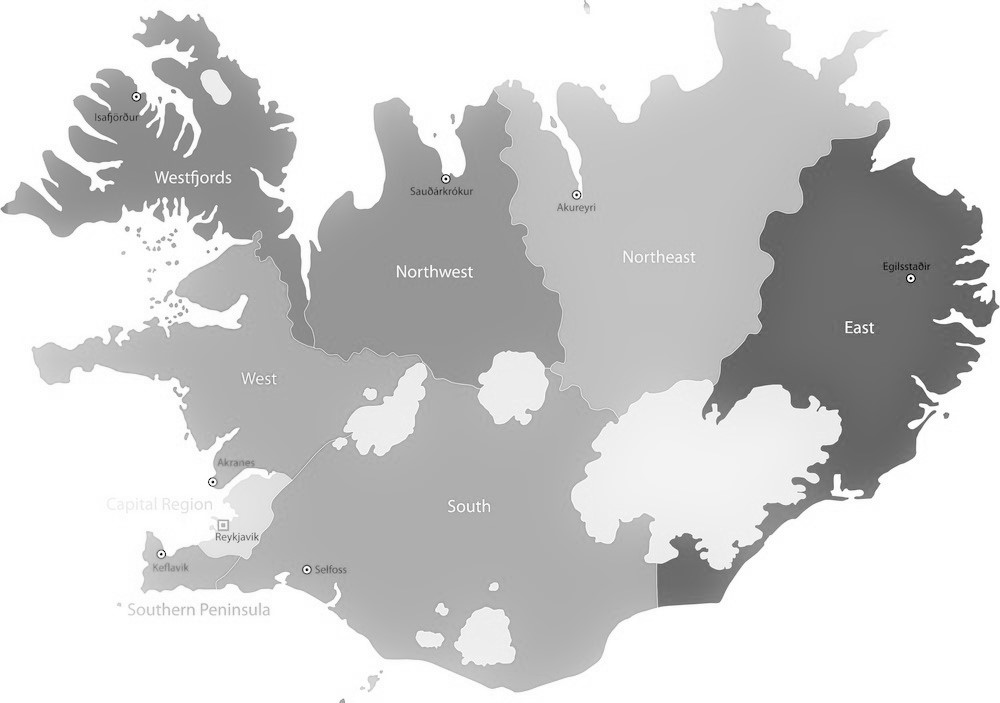 Isafjörður
Westfjords
Sauðárkrókur
Akureyri
Northwest
Northeast
Egilsstaðir
East
West
Akranes
Capital Region
South
Reykjavik
Keflavik
Selfoss
Southern Peninsula